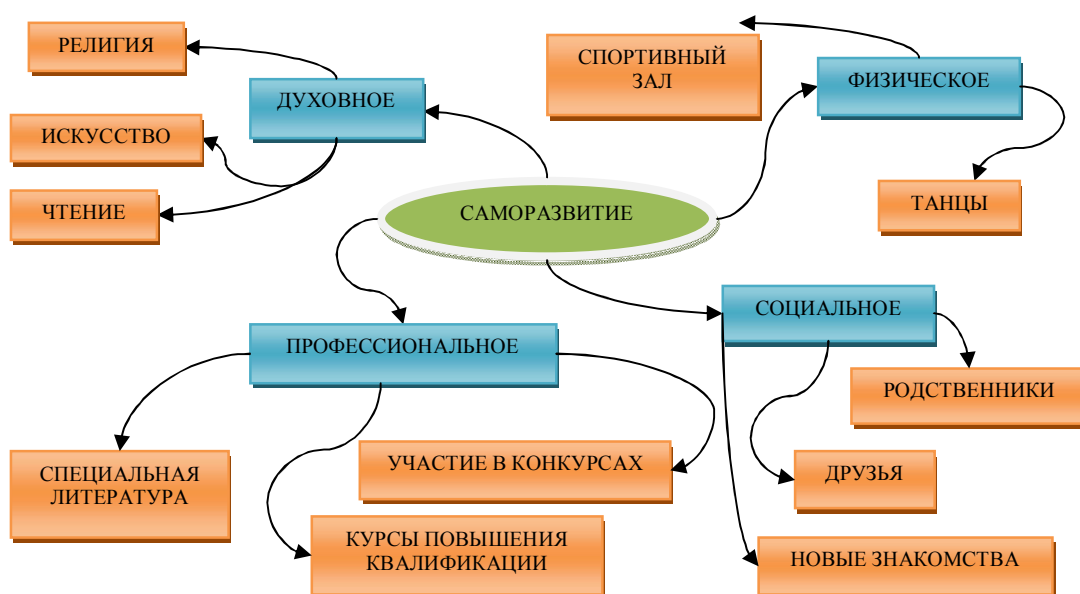 РЕЛИГИЯ
СПОРТИВНЫЙ
ЗАЛ
ФИЗИЧЕСКОЕ
ДУХОВНОЕ
ИСКУССТВО
ЧТЕНИЕ
САМОРАЗВИТИЕ
ТАНЦЫ
СОЦИАЛЬНОЕ
ПРОФЕССИОНАЛЬНОЕ
РОДСТВЕННИКИ
СПЕЦИАЛЬНАЯ
ЛИТЕРАТУРА
УЧАСТИЕ В КОНКУРСАХ
ДРУЗЬЯ
КУРСЫ ПОВЫШЕНИЯ
КВАЛИФИКАЦИИ
НОВЫЕ ЗНАКОМСТВА